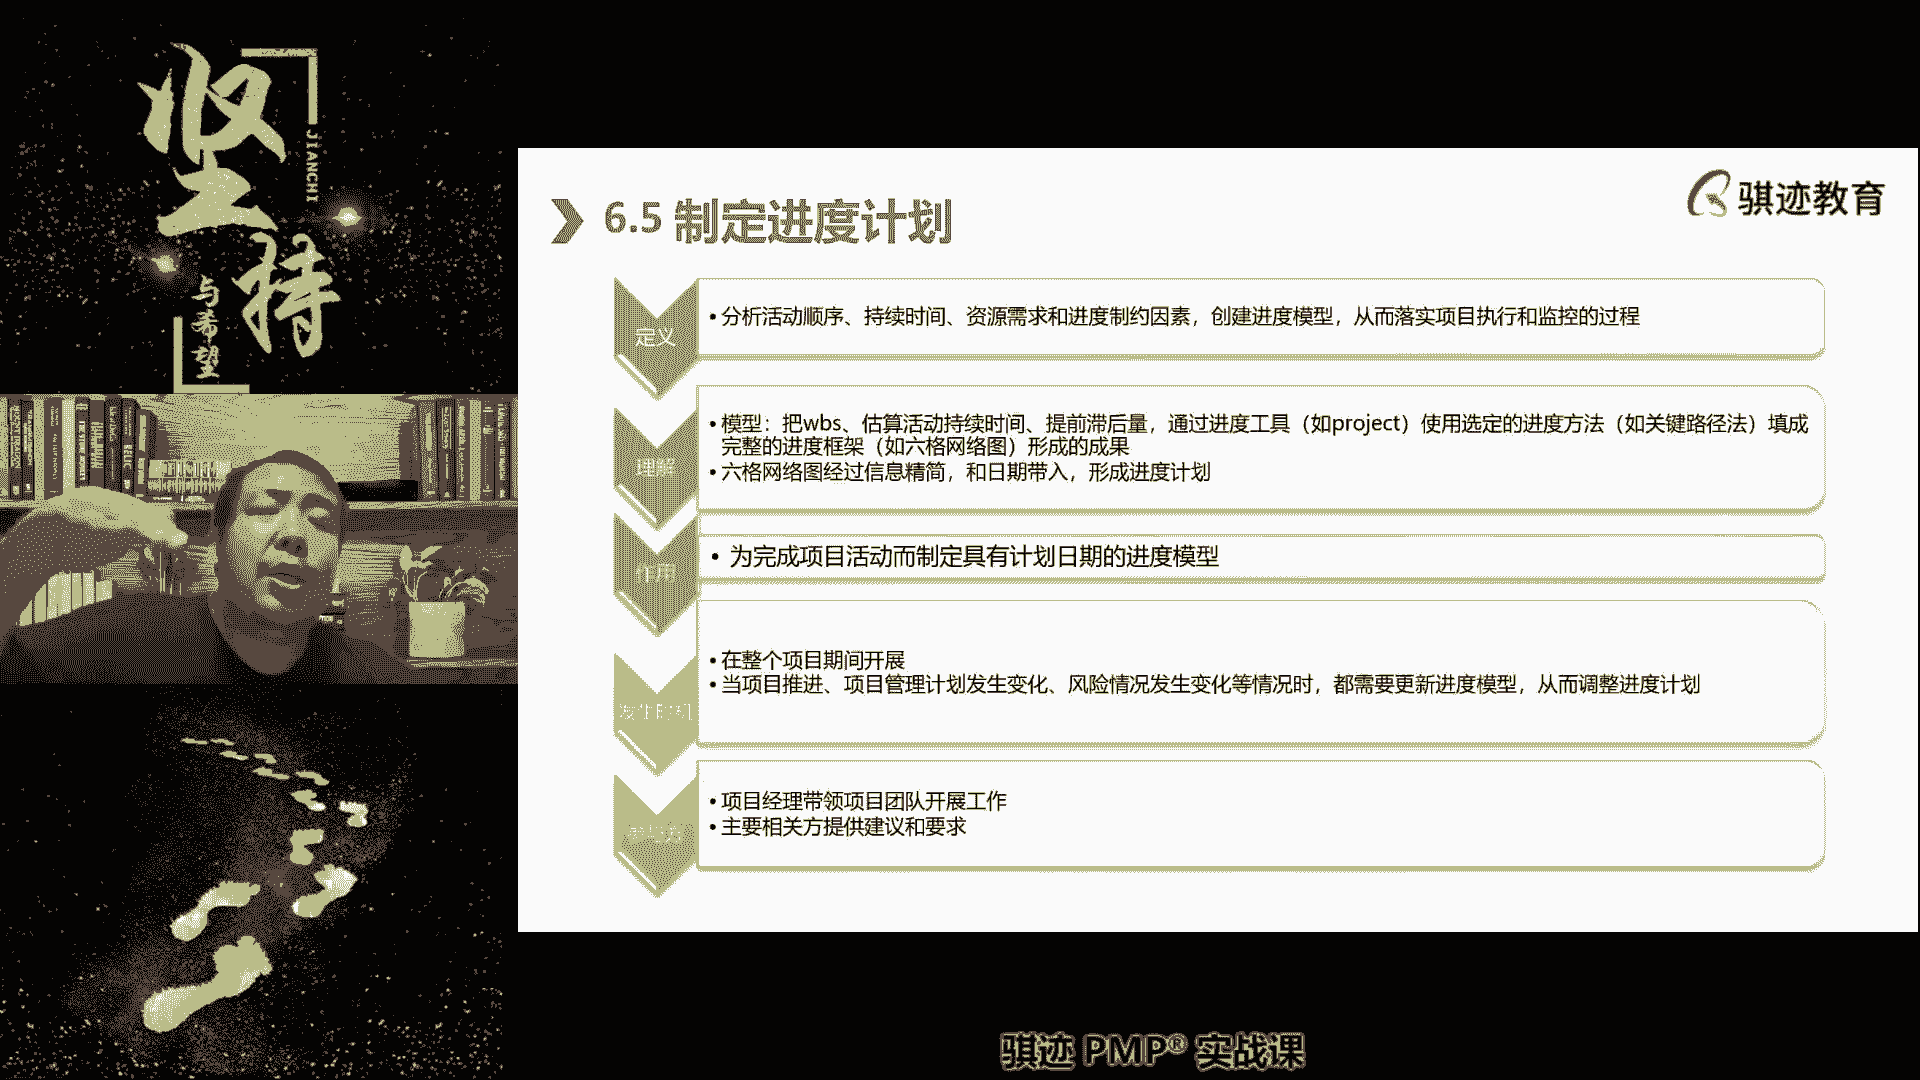 坚持
JIANCHI
与希望
骐迹教育
6.5 制定进度计划
定义
• 分析活动顺序、持续时间、资源需求和进度制约因素，创建进度模型，从而落实项目执行和监控的过程
理解
• 模型：把wbs、估算活动持续时间、提前滞后量，通过进度工具（如project）使用选定的进度方法（如关键路径法）填成
完整的进度框架（如六格网络图）形成的成果
• 六格网络图经过信息精简，和日期带入，形成进度计划
作用
• 为完成项目活动而制定具有计划日期的进度模型
发生时机
• 在整个项目期间开展
• 当项目推进、项目管理计划发生变化、风险情况发生变化等情况时，都需要更新进度模型，从而调整进度计划
• 项目经理带领项目团队开展工作
• 主要相关方提供建议和要求
骐迹 PMP® 实战课